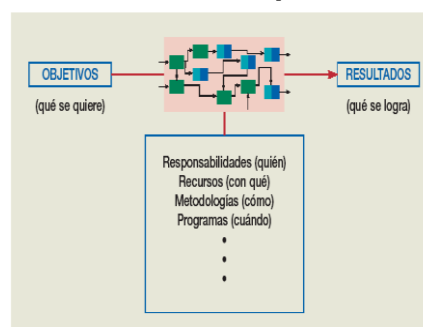 OBJETIVOS
(qué se quiere)
RESULTADOS
(qué se logra)
Responsabilidades (quién)
Recursos (con qué)
Metodologías (cómo)
Programas (cuándo)